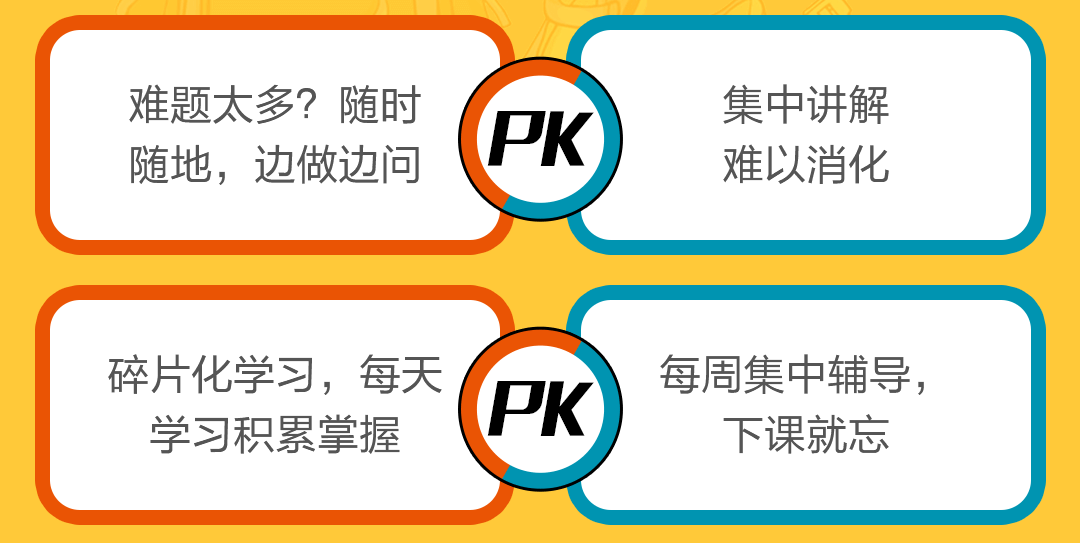 难题太多？随时
随地，边做边问
PK
集中讲解
难以消化
碎片化学习，每天
学习积累掌握
PK
每周集中辅导，
下课就忘